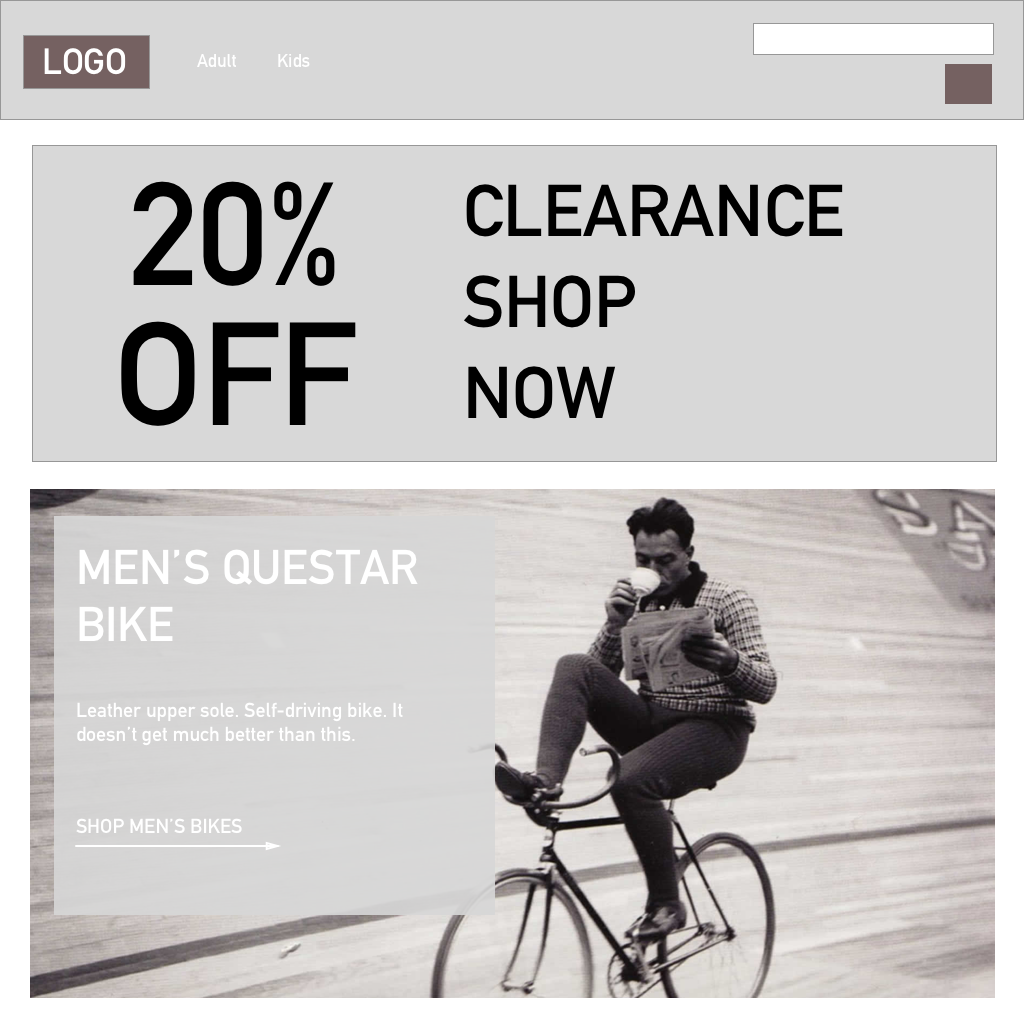 LOGO
Adult
Kids
20%
OFF
CLEARANCE
SHOP
NOW
MEN’S QUESTAR
BIKE
Leather upper sole. Self-driving bike. It
doesn’t get much better than this.
SHOP MEN’S BIKES